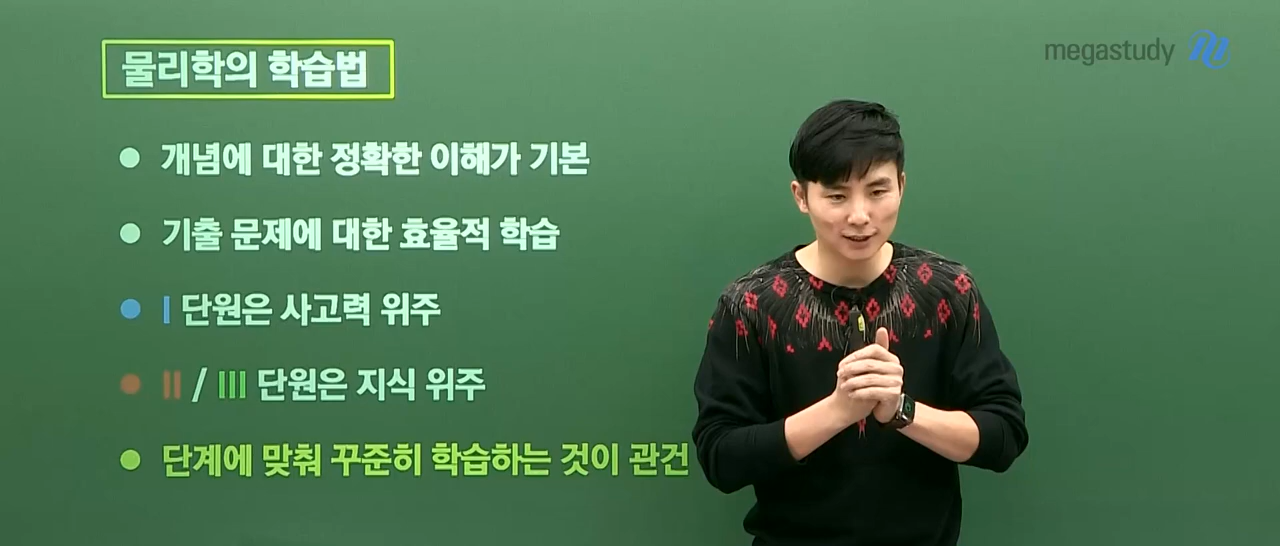 물리학의 학습법
megastudy
개념에 대한 정확한 이해가 기본
기출 문제에 대한 효율적 학습
I 단원은 사고력 위주
II / III 단원은 지식 위주
단계에 맞춰 꾸준히 학습하는 것이 관건